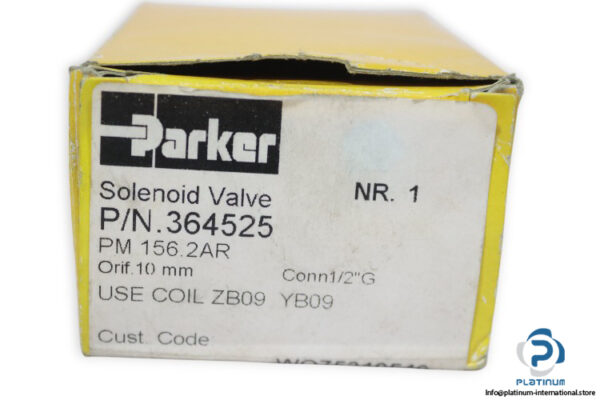 Parker
Solenoid Valve NR. 1
P/N.364525
PM 156.2AR
Orif.10 mm Conn1/2"G
USE COIL ZB09 YB09
Cust. Code
PLATINUM
Info@platinum-international.store